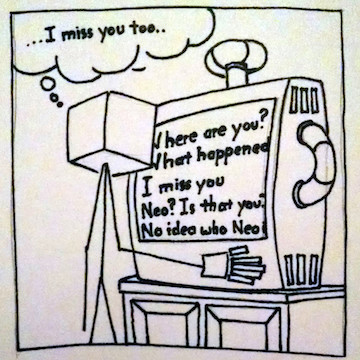 ...I miss you too..
Where are you?
What happened
I miss you
Neo? Is that you?
No idea who Neo i